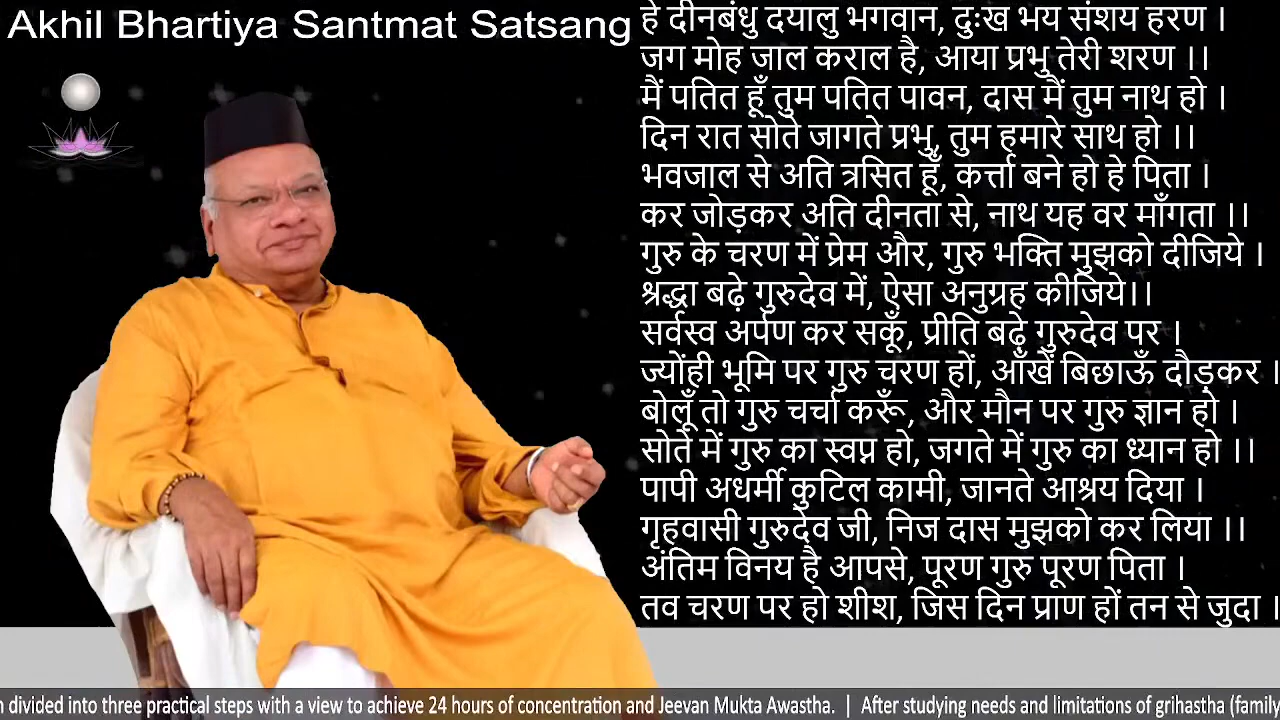 Akhil Bhartiya Santmat Satsang
हे दीनबंधु दयालु भगवान, दुःख भय संशय हरण ।
जग मोह जाल कराल है, आया प्रभु तेरी शरण ।।
मैं पतित हूँ तुम पतित पावन, दास मैं तुम नाथ हो ।
दिन रात सोते जागते प्रभु, तुम हमारे साथ हो ।।
भवजाल से अति त्रसित हूँ, कर्त्ता बने हो हे पिता ।
कर जोड़कर अति दीनता से, नाथ यह वर माँगता ।।
गुरु के चरण में प्रेम और, गुरु भक्ति मुझको दीजिये ।
श्रद्धा बढ़े गुरुदेव में, ऐसा अनुग्रह कीजिये।।
सर्वस्व अर्पण कर सकूँ, प्रीति बढ़े गुरुदेव पर ।
ज्योंही भूमि पर गुरु चरण हों, आँखें बिछाऊँ दौड़कर ।
बोलूँ तो गुरु चर्चा करूँ, और मौन पर गुरु ज्ञान हो ।
सोते में गुरु का स्वप्न हो, जगते में गुरु का ध्यान हो ।।
पापी अधर्मी कुटिल कामी, जानते आश्रय दिया ।
गृहवासी गुरुदेव जी, निज दास मुझको कर लिया ।।
अंतिम विनय है आपसे, पूरण गुरु पूरण पिता ।
तव चरण पर हो शीश, जिस दिन प्राण हों तन से जुदा ।
n divided into three practical steps with a view to achieve 24 hours of concentration and Jeevan Mukta Awastha. | After studying needs and limitations of grihastha (family